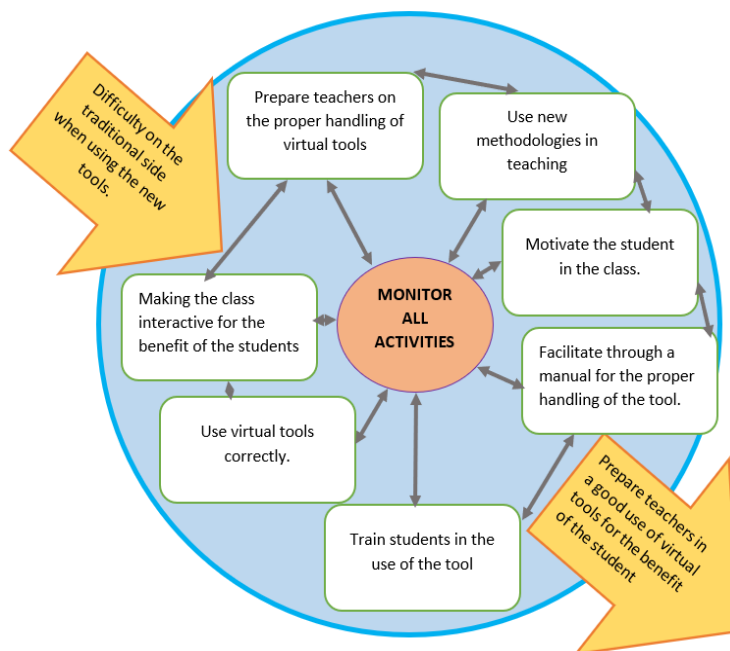 Difficulty on the
traditional side
when using the new
tools.
Prepare teachers on
the proper handling of
virtual tools
Use new
methodologies in
teaching
Motivate the student
in the class.
MONITOR
ALL
ACTIVITIES
Making the class
interactive for the
benefit of the students
Facilitate through a
manual for the proper
handling of the tool.
Use virtual tools
correctly.
Train students in the
use of the tool
Prepare teachers in
a good use of virtual
tools for the benefit
of the student